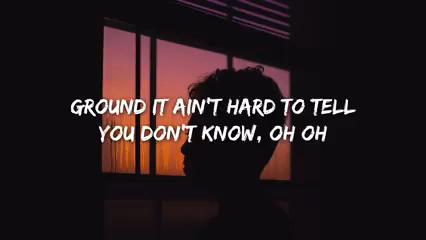 GROUND IT AIN'T HARD TO TELL
YOU DON'T KNOW, OH OH